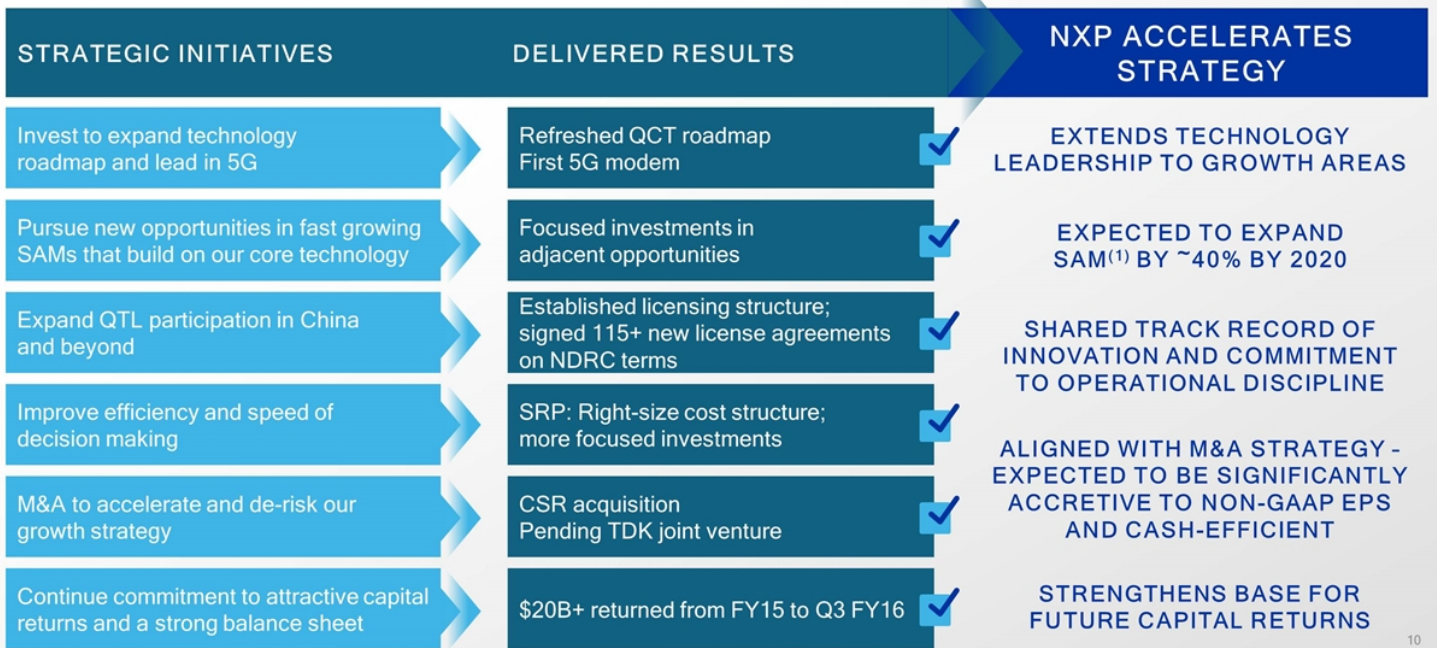 STRATEGIC INITIATIVES
DELIVERED RESULTS
NXP ACCELERATES
STRATEGY
Invest to expand technology
roadmap and lead in 5G
Refreshed QCT roadmap
First 5G modem
EXTENDS TECHNOLOGY
LEADERSHIP TO GROWTH AREAS
Pursue new opportunities in fast growing
SAMs that build on our core technology
Focused investments in
adjacent opportunities
EXPECTED TO EXPAND
SAM(1) BY ~40% BY 2020
Expand QTL participation in China
and beyond
Established licensing structure;
signed 115+ new license agreements
on NDRC terms
SHARED TRACK RECORD OF
INNOVATION AND COMMITMENT
TO OPERATIONAL DISCIPLINE
Improve efficiency and speed of
decision making
SRP: Right-size cost structure;
more focused investments
ALIGNED WITH M&A STRATEGY -
EXPECTED TO BE SIGNIFICANTLY
ACCRETIVE TO NON-GAAP EPS
AND CASH-EFFICIENT
M&A to accelerate and de-risk our
growth strategy
CSR acquisition
Pending TDK joint venture
Continue commitment to attractive capital
returns and a strong balance sheet
$20B+ returned from FY15 to Q3 FY16
STRENGTHENS BASE FOR
FUTURE CAPITAL RETURNS
10